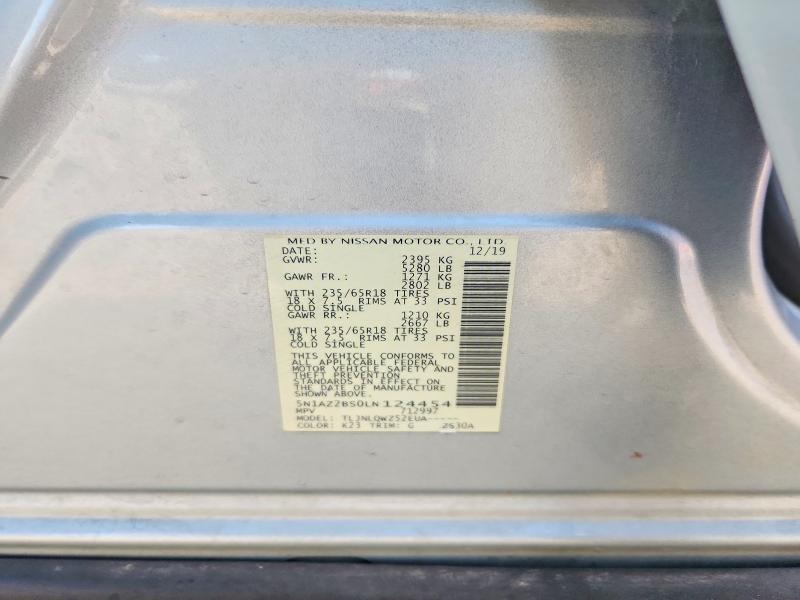 MFD BY NISSAN MOTOR CO., LTD.
DATE: 12/19
GVWR: 2395 KG
5280 LB
GAWR FR.: 1271 KG
2802 LB
WITH 235/65R18 TIRES
18 X 7.5 RIMS AT 33 PSI
COLD SINGLE
GAWR RR.: 1210 KG
2667 LB
WITH 235/65R18 TIRES
18 X 7.5 RIMS AT 33 PSI
COLD SINGLE
THIS VEHICLE CONFORMS TO
ALL APPLICABLE FEDERAL
MOTOR VEHICLE SAFETY AND
THEFT PREVENTION
STANDARDS IN EFFECT ON
THE DATE OF MANUFACTURE
SHOWN ABOVE.
5N1AZ2BS0LN124454
MPV 712997
MODEL: TLJNLQWZ52EUA-----
COLOR: K23 TRIM: G 2630A